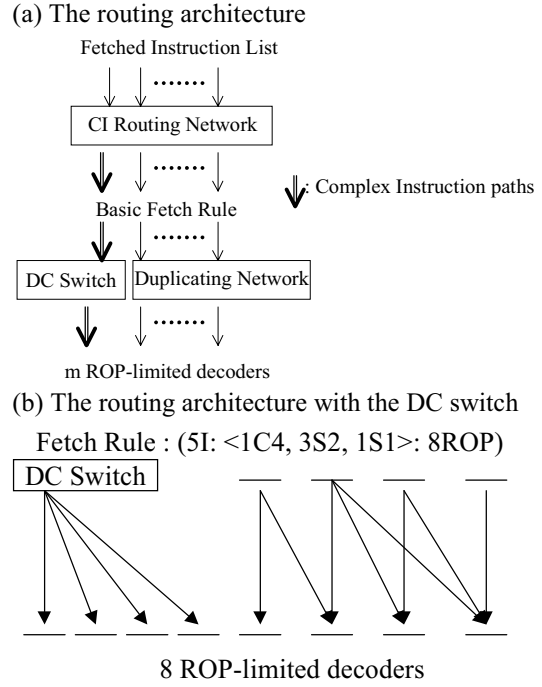 (a) The routing architecture
Fetched Instruction List
CI Routing Network
: Complex Instruction paths
Basic Fetch Rule
DC Switch
Duplicating Network
m ROP-limited decoders
(b) The routing architecture with the DC switch
Fetch Rule : (5I: <1C4, 3S2, 1S1>: 8ROP)
DC Switch
8 ROP-limited decoders